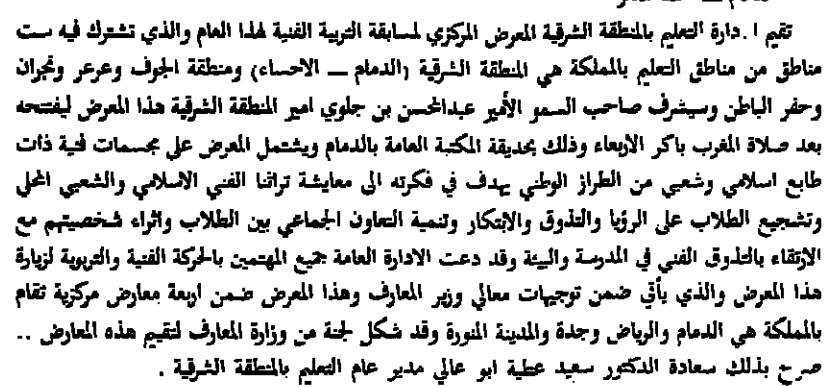 تقيم ا.دارة التعليم بالمنطقة الشرقية المعرض المركزي لمسابقة التربية الفنية لهذا العام والذي تشترك فيه ست
مناطق من مناطق التعليم بالمملكة هي المنطقة الشرقية (الدمام ــ الاحساء) ومنطقة الجوف وعرعر ونجران
وحفر الباطن وسيشرف صاحب السمو الأمير عبدالمحسن بن جلوي امير المنطقة الشرقية هذا المعرض ليفتتحه
بعد صلاة المغرب باكر الاربعاء وذلك بحديقة المكتبة العامة بالدمام ويشتمل المعرض على مجسمات فنية ذات
طابع اسلامي وشعبي من الطراز الوطني يهدف في فكرته الى معايشة تراثنا الفني الاسلامي والشعبي المحلي
وتشجيع الطلاب على الرؤيا والتذوق والابتكار وتنمية التعاون الجماعي بين الطلاب واثراء شخصيتهم مع
الارتقاء بالتذوق الفني في المدرسة والبيئة وقد دعت الادارة العامة جميع المهتمين بالحركة الفنية والتربوية لزيارة
هذا المعرض والذي يأتي ضمن توجيهات معالي وزير المعارف وهذا المعرض ضمن اربعة معارض مركزية تقام
بالمملكة هي الدمام والرياض وجدة والمدينة المنورة وقد شكل لجنة من وزارة المعارف لتقييم هذه المعارض ..
صرح بذلك سعادة الدكتور سعيد عطية ابو عالي مدير عام التعليم بالمنطقة الشرقية .